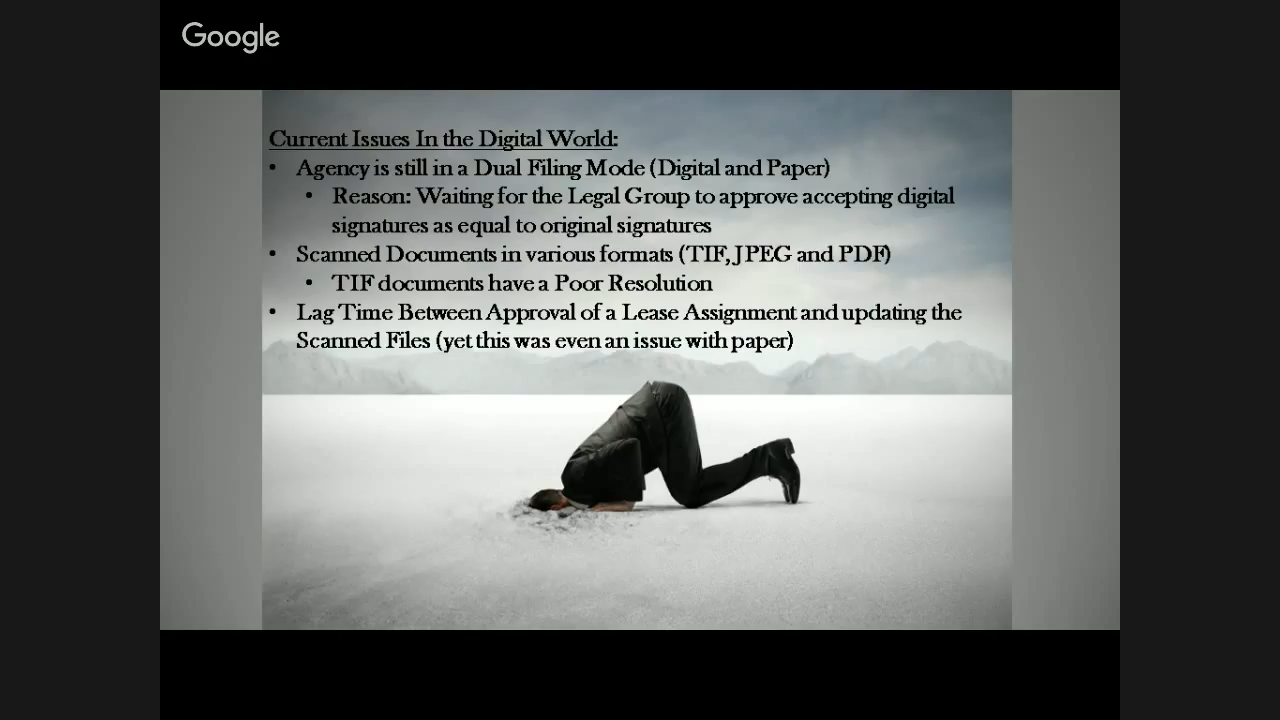 Google
Current Issues In the Digital World:
• Agency is still in a Dual Filing Mode (Digital and Paper)
• Reason: Waiting for the Legal Group to approve accepting digital
signatures as equal to original signatures
• Scanned Documents in various formats (TIF, JPEG and PDF)
• TIF documents have a Poor Resolution
• Lag Time Between Approval of a Lease Assignment and updating the
Scanned Files (yet this was even an issue with paper)